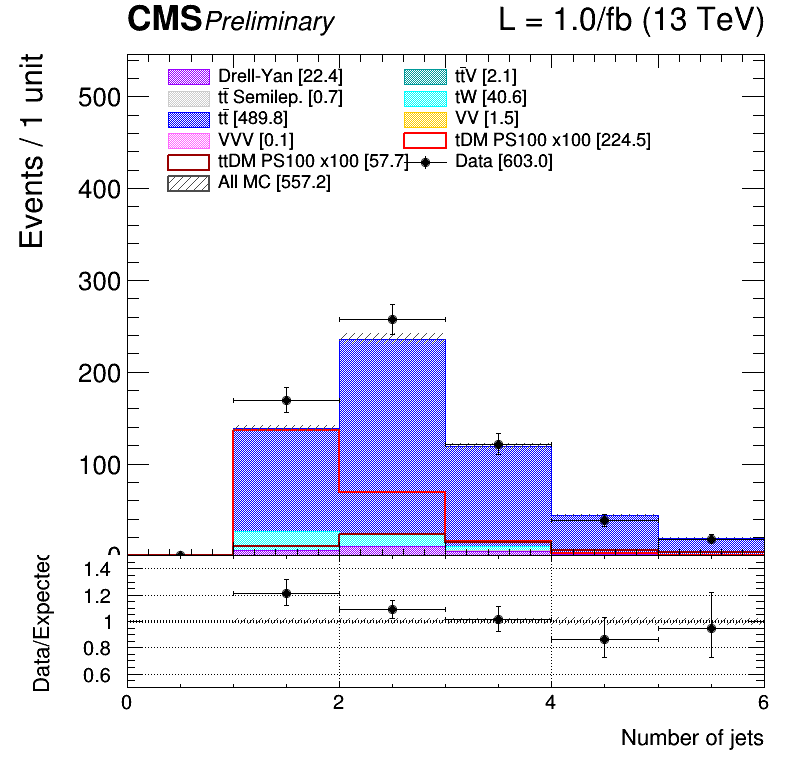 CMS Preliminary L = 1.0/fb (13 TeV)
Events / 1 unit
Drell-Yan [22.4] tt̄V [2.1]
tt̄ Semilep. [0.7] tW [40.6]
tt̄ [489.8] VV [1.5]
VVV [0.1] tDM PS100 x100 [224.5]
ttDM PS100 x100 [57.7] Data [603.0]
All MC [557.2]
500
400
300
200
100
0
Data/Expected
1.4
1.2
1
0.8
0.6
0 2 4 6
Number of jets